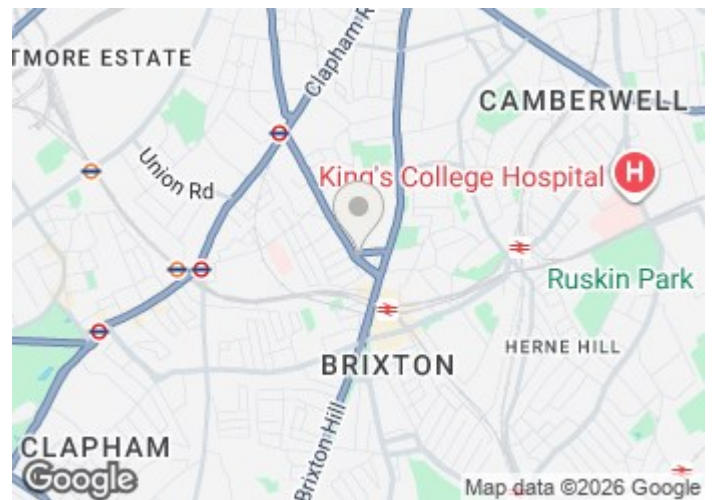 TMORE ESTATE
Clapham R
CAMBERWELL
Union Rd
King's College Hospital
H
Ruskin Park
BRIXTON
HERNE HILL
Brixton Hill
CLAPHAM
Google
Map data ©2026 Google